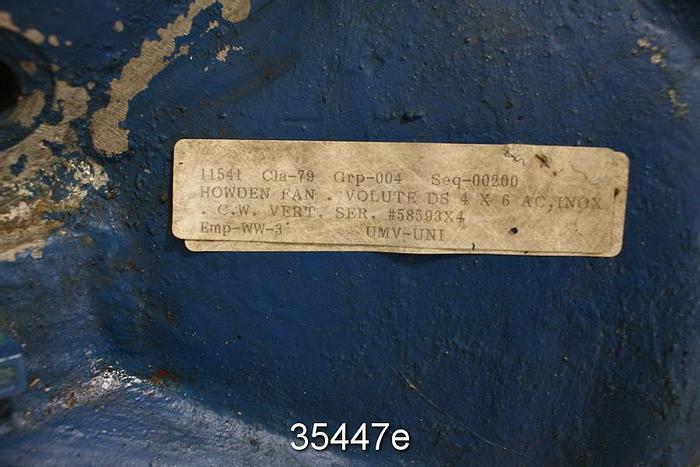 11541 Cla-79 Grp-004 Seq-00200
HOWDEN FAN . VOLUTE DS 4 X 6 AC,INOX
. C.W. VERT. SER. #58593X4
Emp-WW-3 UMV-UNI
35447e